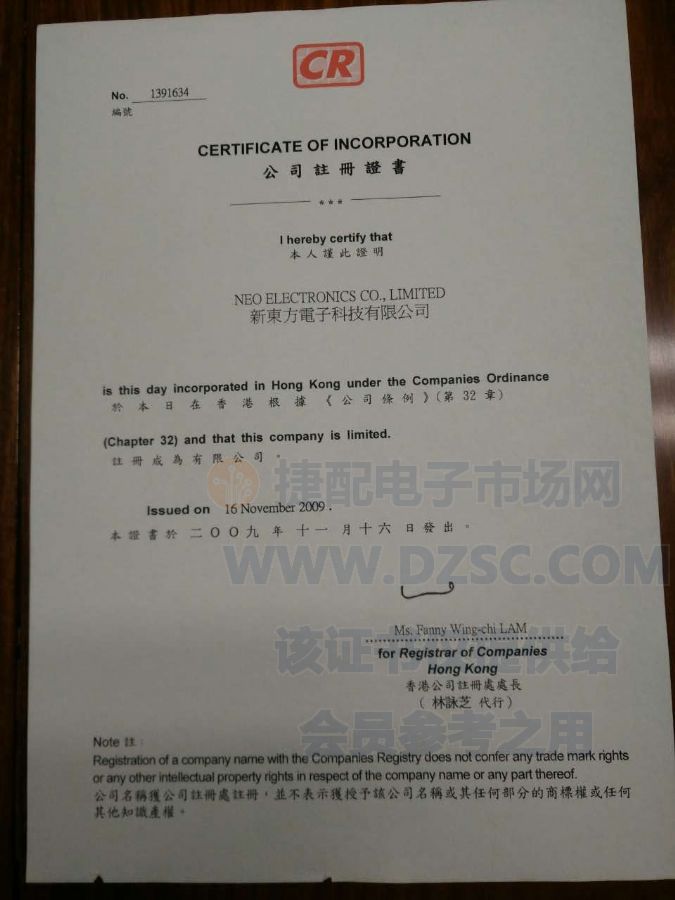 CR
No. 1391634
編號
CERTIFICATE OF INCORPORATION
公司註冊證書
***
I hereby certify that
本人謹此證明
NEO ELECTRONICS CO., LIMITED
新東方電子科技有限公司
is this day incorporated in Hong Kong under the Companies Ordinance
於本日在香港根據《公司條例》(第32章)
(Chapter 32) and that this company is limited.
註冊成為有限公司。
捷配电子市场网
Issued on 16 November 2009.
本證書於二〇〇九年十一月十六日發出。
WWW.DZSC.COM
Ms. Fanny Wing-chi LAM
for Registrar of Companies
该证书仅提供给
Hong Kong
香港公司註冊處處長
(林詠芝代行)
会员参考之用
Note 註:
Registration of a company name with the Companies Registry does not confer any trade mark rights
or any other intellectual property rights in respect of the company name or any part thereof.
公司名稱獲公司註冊處註冊,並不表示獲授予該公司名稱或其任何部分的商標權或任何
其他知識產權。